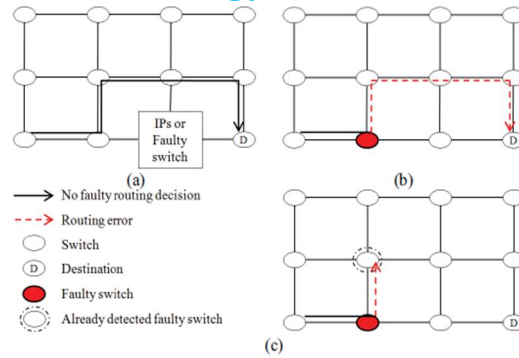 IPs or
Faulty
switch
D
(a)
D
(b)
No faulty routing decision
Routing error
Switch
D
Destination
Faulty switch
Already detected faulty switch
D
(c)